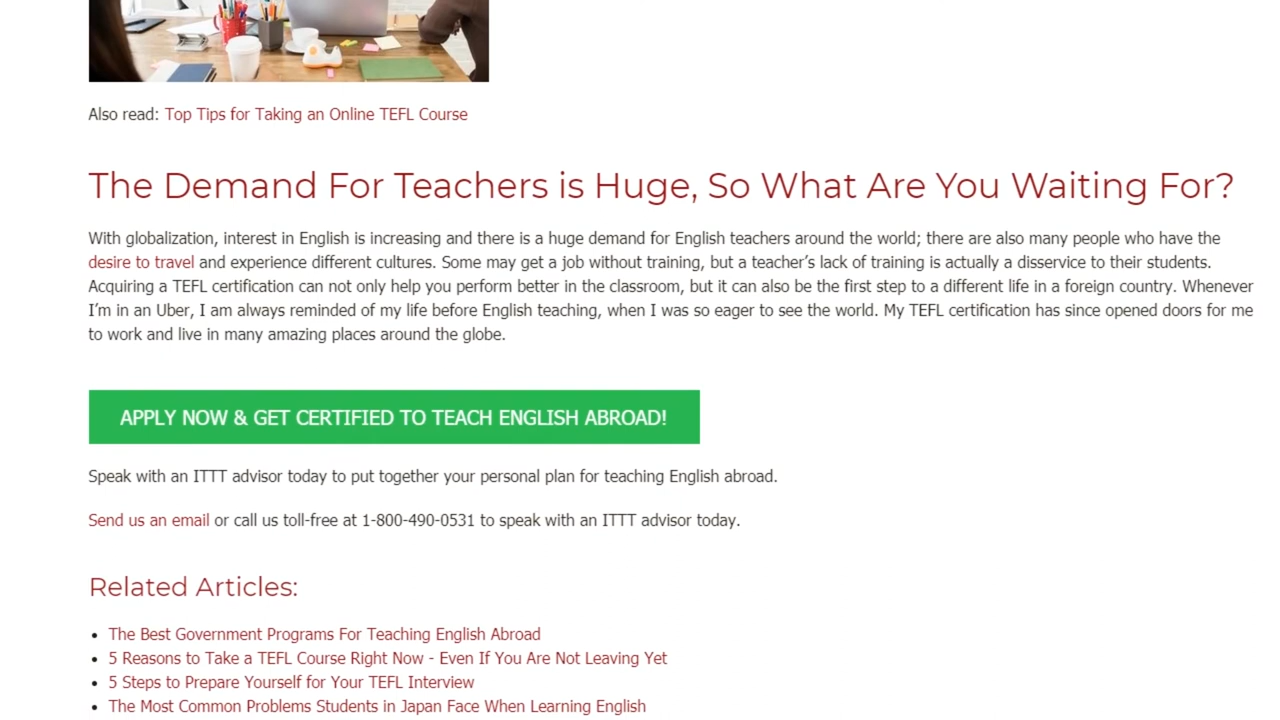 Also read: Top Tips for Taking an Online TEFL Course
The Demand For Teachers is Huge, So What Are You Waiting For?
With globalization, interest in English is increasing and there is a huge demand for English teachers around the world; there are also many people who have the
desire to travel and experience different cultures. Some may get a job without training, but a teacher’s lack of training is actually a disservice to their students.
Acquiring a TEFL certification can not only help you perform better in the classroom, but it can also be the first step to a different life in a foreign country. Whenever
I’m in an Uber, I am always reminded of my life before English teaching, when I was so eager to see the world. My TEFL certification has since opened doors for me
to work and live in many amazing places around the globe.
APPLY NOW & GET CERTIFIED TO TEACH ENGLISH ABROAD!
Speak with an ITTT advisor today to put together your personal plan for teaching English abroad.
Send us an email or call us toll-free at 1-800-490-0531 to speak with an ITTT advisor today.
Related Articles:
• The Best Government Programs For Teaching English Abroad
• 5 Reasons to Take a TEFL Course Right Now - Even If You Are Not Leaving Yet
• 5 Steps to Prepare Yourself for Your TEFL Interview
• The Most Common Problems Students in Japan Face When Learning English